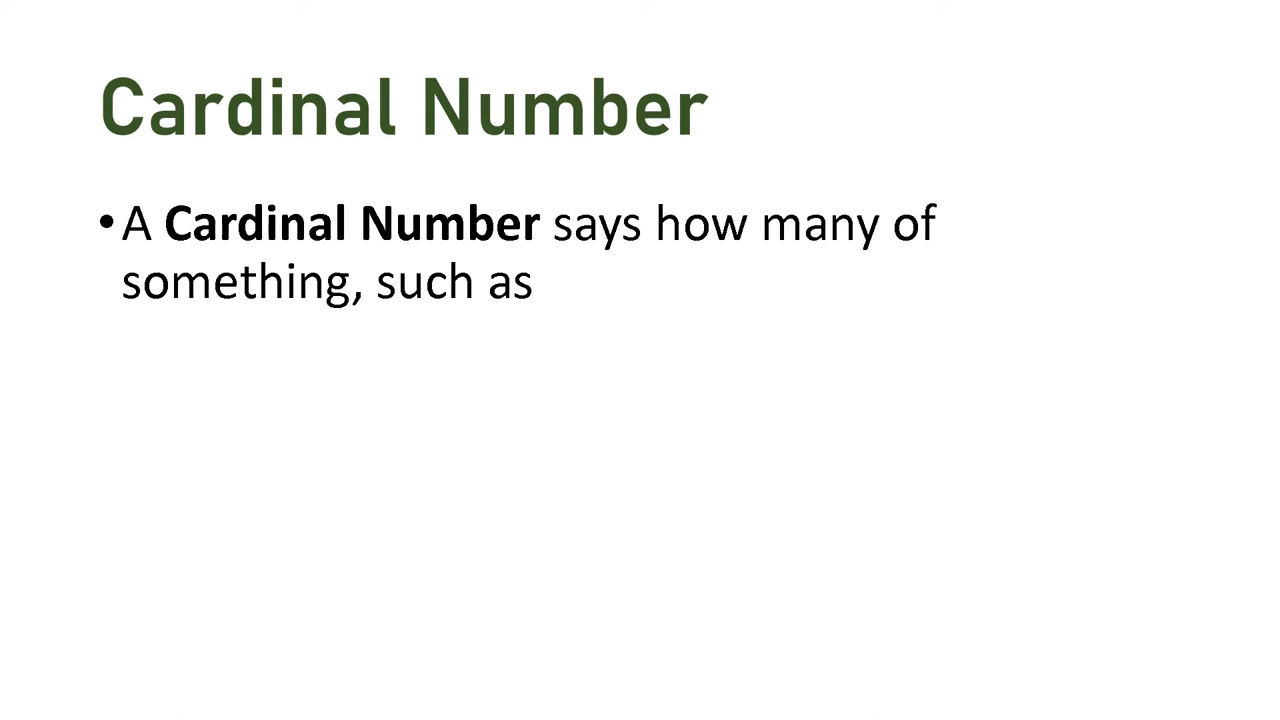 Cardinal Number
•A Cardinal Number says how many of
something, such as